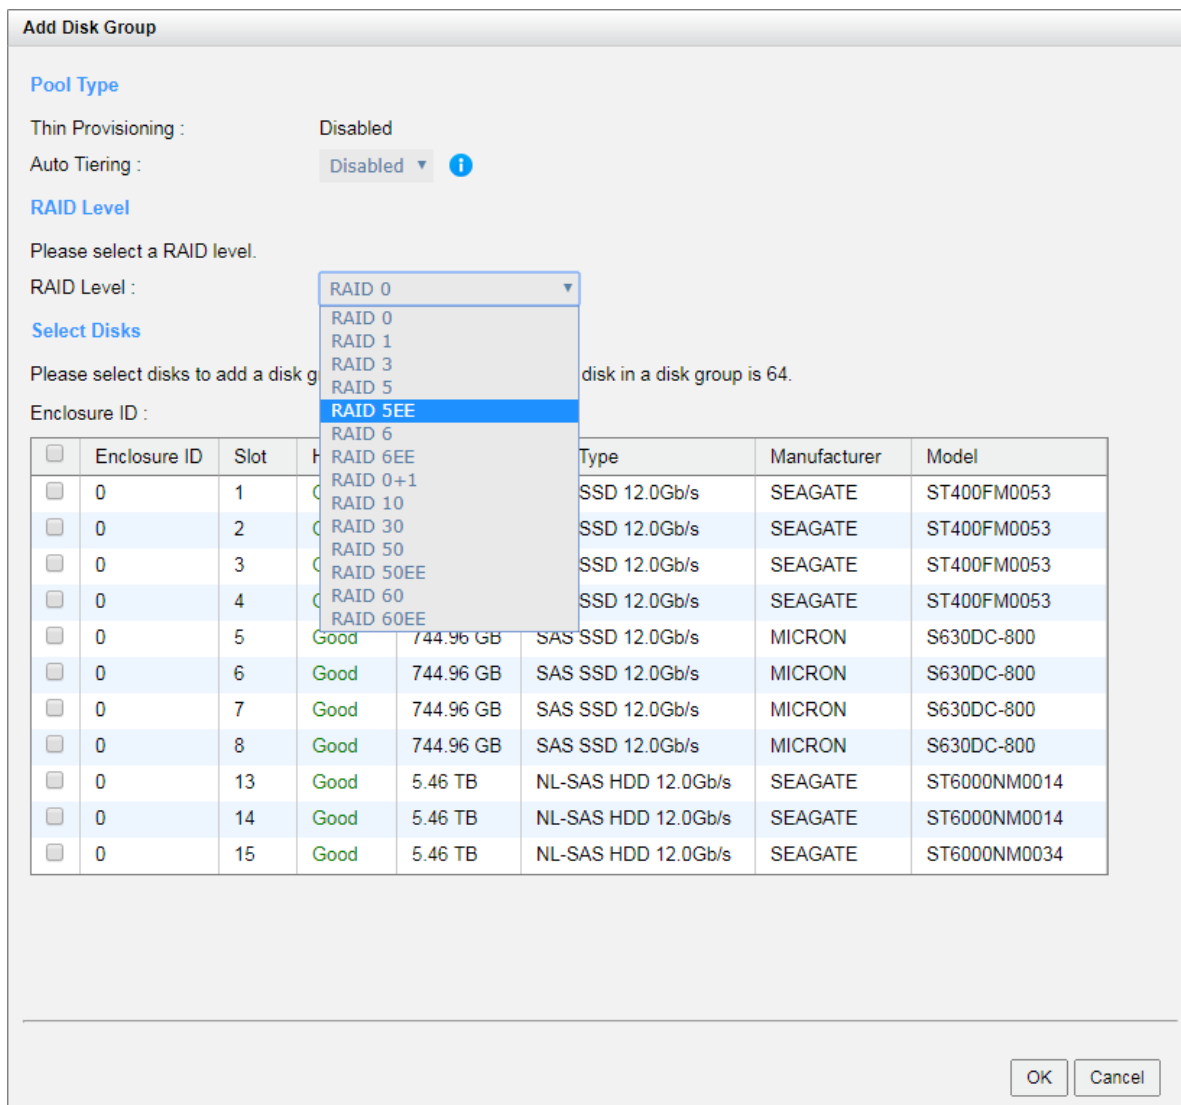 Add Disk Group
Pool Type
Thin Provisioning : Disabled
Auto Tiering : Disabled
RAID Level
Please select a RAID level.
RAID Level : RAID 0
RAID 0
RAID 1
RAID 3
RAID 5
RAID 5EE
RAID 6
RAID 6EE
RAID 0+1
RAID 10
RAID 30
RAID 50
RAID 50EE
RAID 60
RAID 60EE
Select Disks
Please select disks to add a disk disk in a disk group is 64.
Enclosure ID :
Enclosure ID Slot Type Manufacturer Model
0 1 SSD 12.0Gb/s SEAGATE ST400FM0053
0 2 SSD 12.0Gb/s SEAGATE ST400FM0053
0 3 SSD 12.0Gb/s SEAGATE ST400FM0053
0 4 SSD 12.0Gb/s SEAGATE ST400FM0053
0 5 Good 744.96 GB SAS SSD 12.0Gb/s MICRON S630DC-800
0 6 Good 744.96 GB SAS SSD 12.0Gb/s MICRON S630DC-800
0 7 Good 744.96 GB SAS SSD 12.0Gb/s MICRON S630DC-800
0 8 Good 744.96 GB SAS SSD 12.0Gb/s MICRON S630DC-800
0 13 Good 5.46 TB NL-SAS HDD 12.0Gb/s SEAGATE ST6000NM0014
0 14 Good 5.46 TB NL-SAS HDD 12.0Gb/s SEAGATE ST6000NM0014
0 15 Good 5.46 TB NL-SAS HDD 12.0Gb/s SEAGATE ST6000NM0034
OK Cancel